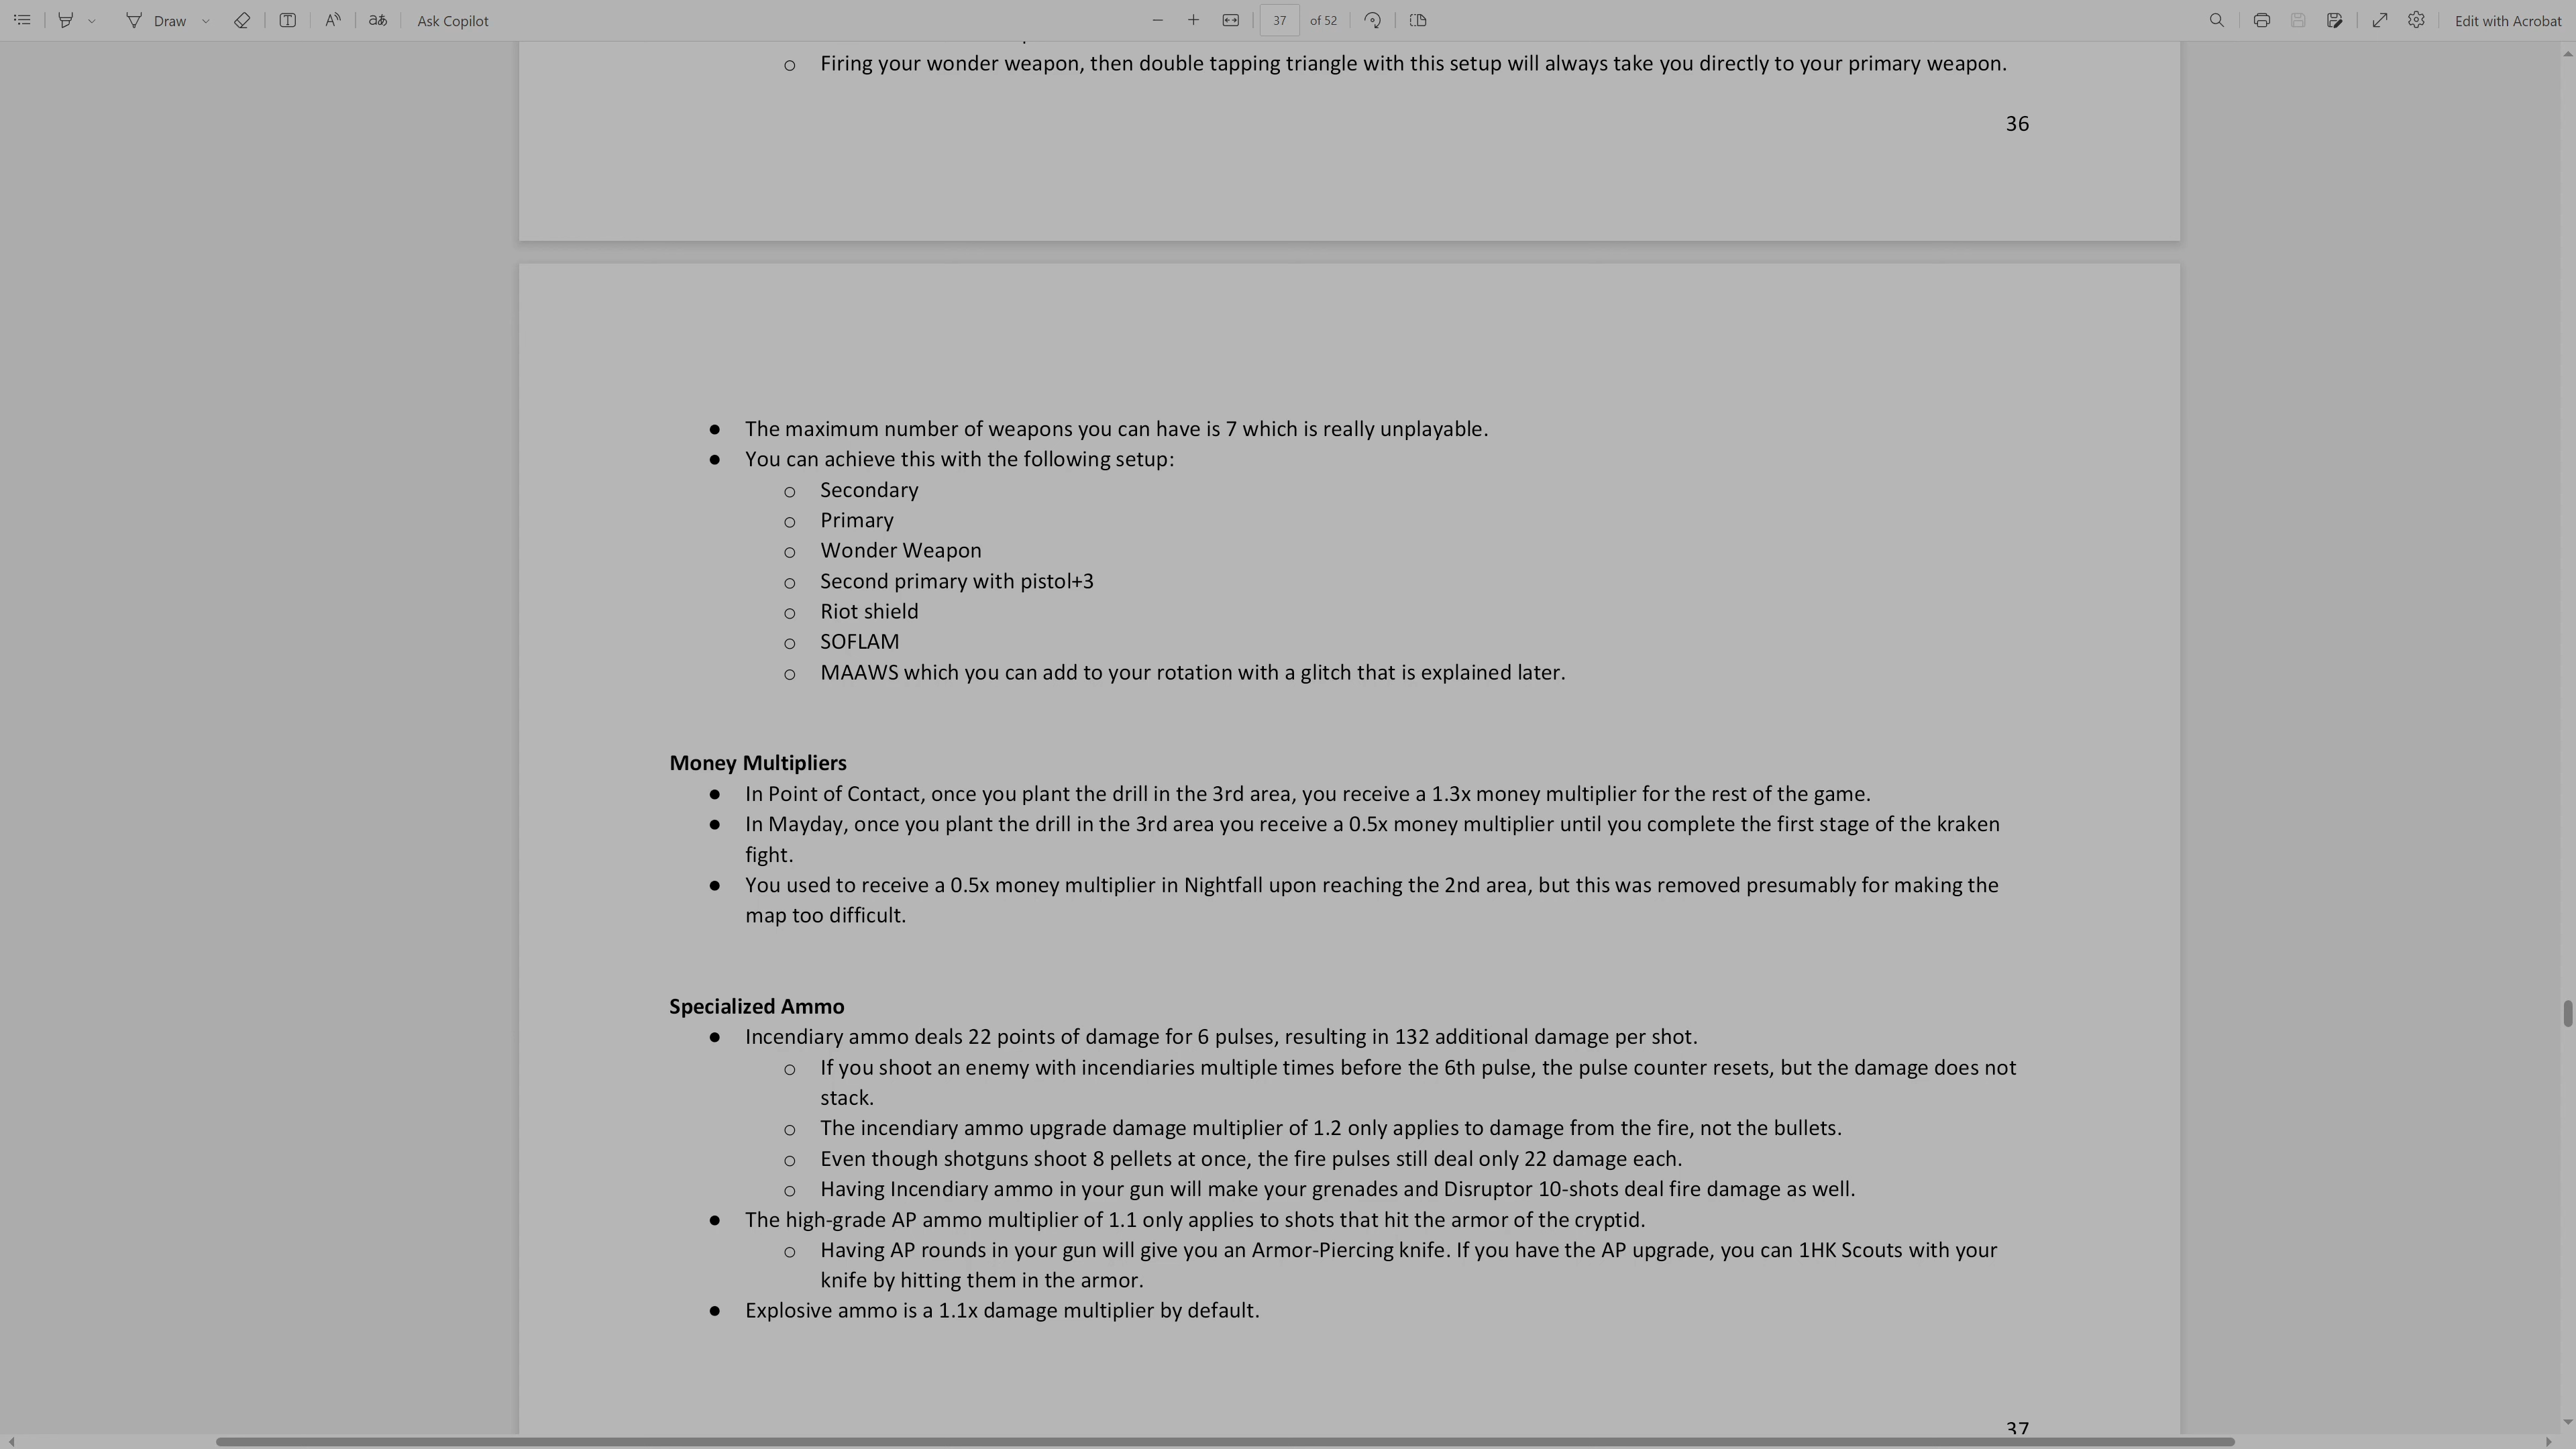 Draw
Ask Copilot
37 of 52
Edit with Acrobat
o Firing your wonder weapon, then double tapping triangle with this setup will always take you directly to your primary weapon.
36
● The maximum number of weapons you can have is 7 which is really unplayable.
● You can achieve this with the following setup:
o Secondary
o Primary
o Wonder Weapon
o Second primary with pistol+3
o Riot shield
o SOFLAM
o MAAWS which you can add to your rotation with a glitch that is explained later.
Money Multipliers
● In Point of Contact, once you plant the drill in the 3rd area, you receive a 1.3x money multiplier for the rest of the game.
● In Mayday, once you plant the drill in the 3rd area you receive a 0.5x money multiplier until you complete the first stage of the kraken
fight.
● You used to receive a 0.5x money multiplier in Nightfall upon reaching the 2nd area, but this was removed presumably for making the
map too difficult.
Specialized Ammo
● Incendiary ammo deals 22 points of damage for 6 pulses, resulting in 132 additional damage per shot.
o If you shoot an enemy with incendiaries multiple times before the 6th pulse, the pulse counter resets, but the damage does not
stack.
o The incendiary ammo upgrade damage multiplier of 1.2 only applies to damage from the fire, not the bullets.
o Even though shotguns shoot 8 pellets at once, the fire pulses still deal only 22 damage each.
o Having Incendiary ammo in your gun will make your grenades and Disruptor 10-shots deal fire damage as well.
● The high-grade AP ammo multiplier of 1.1 only applies to shots that hit the armor of the cryptid.
o Having AP rounds in your gun will give you an Armor-Piercing knife. If you have the AP upgrade, you can 1HK Scouts with your
knife by hitting them in the armor.
● Explosive ammo is a 1.1x damage multiplier by default.
37